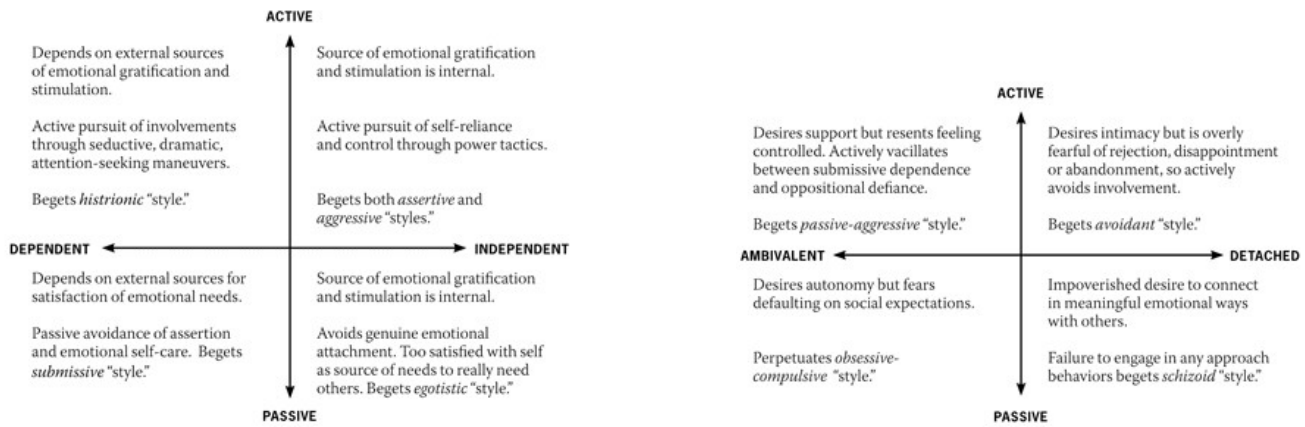 ACTIVE
Depends on external sources
of emotional gratification and
stimulation.
Active pursuit of involvements
through seductive, dramatic,
attention-seeking maneuvers.
Begets histrionic “style.”
Source of emotional gratification
and stimulation is internal.
Active pursuit of self-reliance
and control through power tactics.
Begets both assertive and
aggressive “styles.”
DEPENDENT
INDEPENDENT
Depends on external sources for
satisfaction of emotional needs.
Passive avoidance of assertion
and emotional self-care. Begets
submissive “style.”
Source of emotional gratification
and stimulation is internal.
Avoids genuine emotional
attachment. Too satisfied with self
as source of needs to really need
others. Begets egotistic “style.”
PASSIVE
ACTIVE
Desires support but resents feeling
controlled. Actively vacillates
between submissive dependence
and oppositional defiance.
Begets passive-aggressive “style.”
Desires intimacy but is overly
fearful of rejection, disappointment
or abandonment, so actively
avoids involvement.
Begets avoidant “style.”
AMBIVALENT
DETACHED
Desires autonomy but fears
defaulting on social expectations.
Perpetuates obsessive-
compulsive “style.”
Impoverished desire to connect
in meaningful emotional ways
with others.
Failure to engage in any approach
behaviors begets schizoid “style.”
PASSIVE